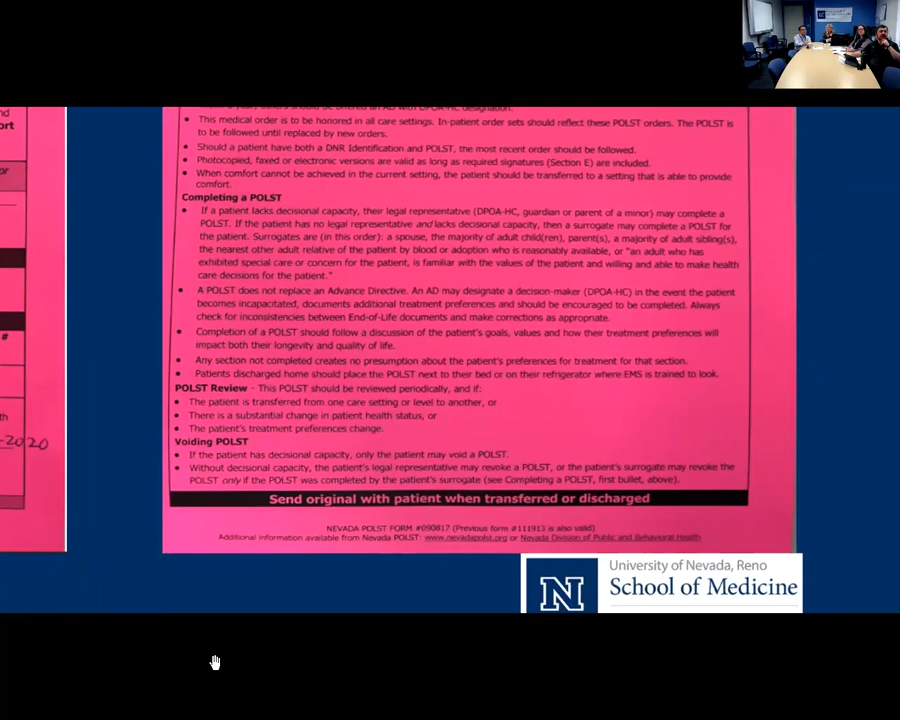 nd
ort
or
#
th
-2020
designation.
This medical order is to be honored in all care settings. In-patient order sets should reflect these POLST orders. The POLST is
to be followed until replaced by new orders.
Should a patient have both a DNR Identification and POLST, the most recent order should be followed.
Photocopied, faxed or electronic versions are valid as long as required signatures (Section E) are included.
When comfort cannot be achieved in the current setting, the patient should be transferred to a setting that is able to provide
comfort.
Completing a POLST
If a patient lacks decisional capacity, their legal representative (DPOA-HC, guardian or parent of a minor) may complete a
POLST. If the patient has no legal representative and lacks decisional capacity, then a surrogate may complete a POLST for
the patient. Surrogates are (in this order): a spouse, the majority of adult child(ren), parent(s), a majority of adult sibling(s),
the nearest other adult relative of the patient by blood or adoption who is reasonably available, or "an adult who has
exhibited special care or concern for the patient, is familiar with the values of the patient and willing and able to make health
care decisions for the patient."
A POLST does not replace an Advance Directive. An AD may designate a decision-maker (DPOA-HC) in the event the patient
becomes incapacitated, documents additional treatment preferences and should be encouraged to be completed. Always
check for inconsistencies between End-of-Life documents and make corrections as appropriate.
Completion of a POLST should follow a discussion of the patient's goals, values and how their treatment preferences will
impact both their longevity and quality of life.
Any section not completed creates no presumption about the patient's preferences for treatment for that section.
Patients discharged home should place the POLST next to their bed or on their refrigerator where EMS is trained to look.
POLST Review - This POLST should be reviewed periodically, and if:
The patient is transferred from one care setting or level to another, or
There is a substantial change in patient health status, or
The patient's treatment preferences change.
Voiding POLST
If the patient has decisional capacity, only the patient may void a POLST.
Without decisional capacity, the patient's legal representative may revoke a POLST, or the patient's surrogate may revoke the
POLST only if the POLST was completed by the patient's surrogate (see Completing a POLST, first bullet, above).
Send original with patient when transferred or discharged
NEVADA POLST FORM #090817 (Previous form #111913 is also valid)
Additional information available from Nevada POLST: www.nevadapolst.org or Nevada Division of Public and Behavioral Health
University of Nevada, Reno
N School of Medicine